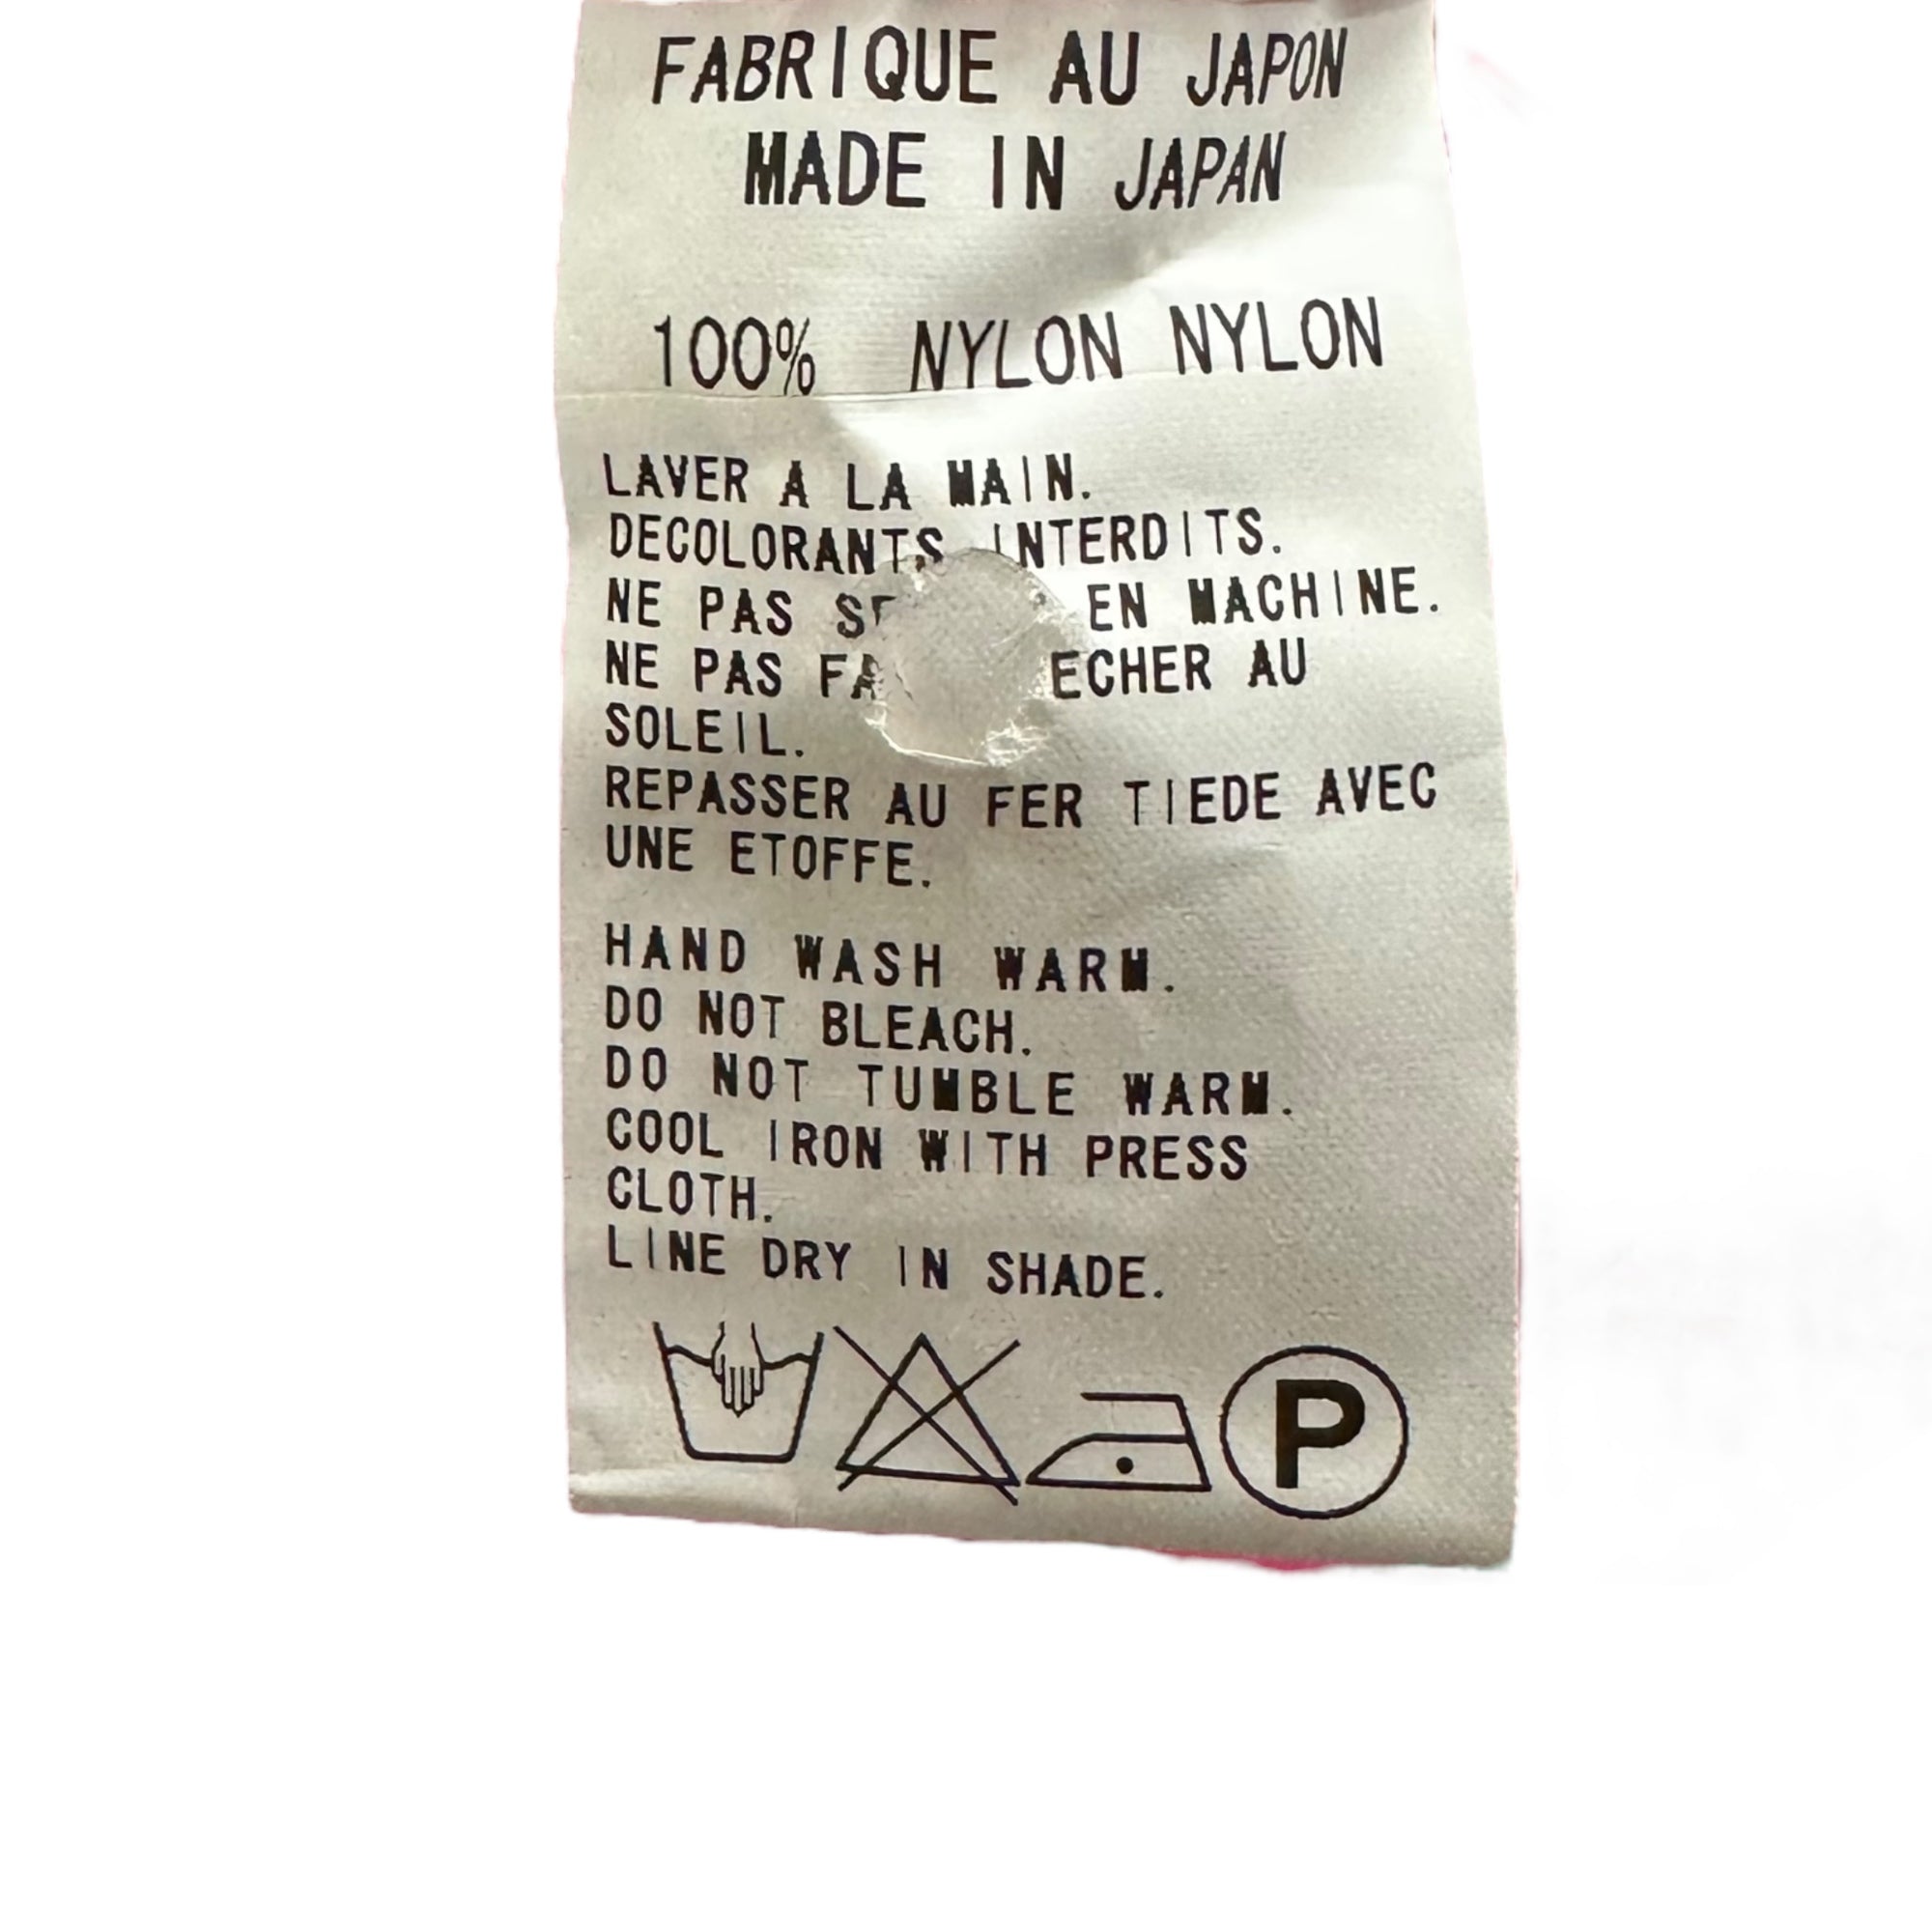 FABRIQUE AU JAPON
MADE IN JAPAN
100% NYLON NYLON
LAVER A LA MAIN.
DECOLORANTS INTERDITS.
NE PAS EN MACHINE.
NE PAS AU
SOLEIL.
REPASSER AU FER TIEDE AVEC
UNE ETOFFE.
HAND WASH WARM.
DO NOT BLEACH.
DO NOT TUMBLE WARM.
COOL IRON WITH PRESS
CLOTH.
LINE DRY IN SHADE.
P